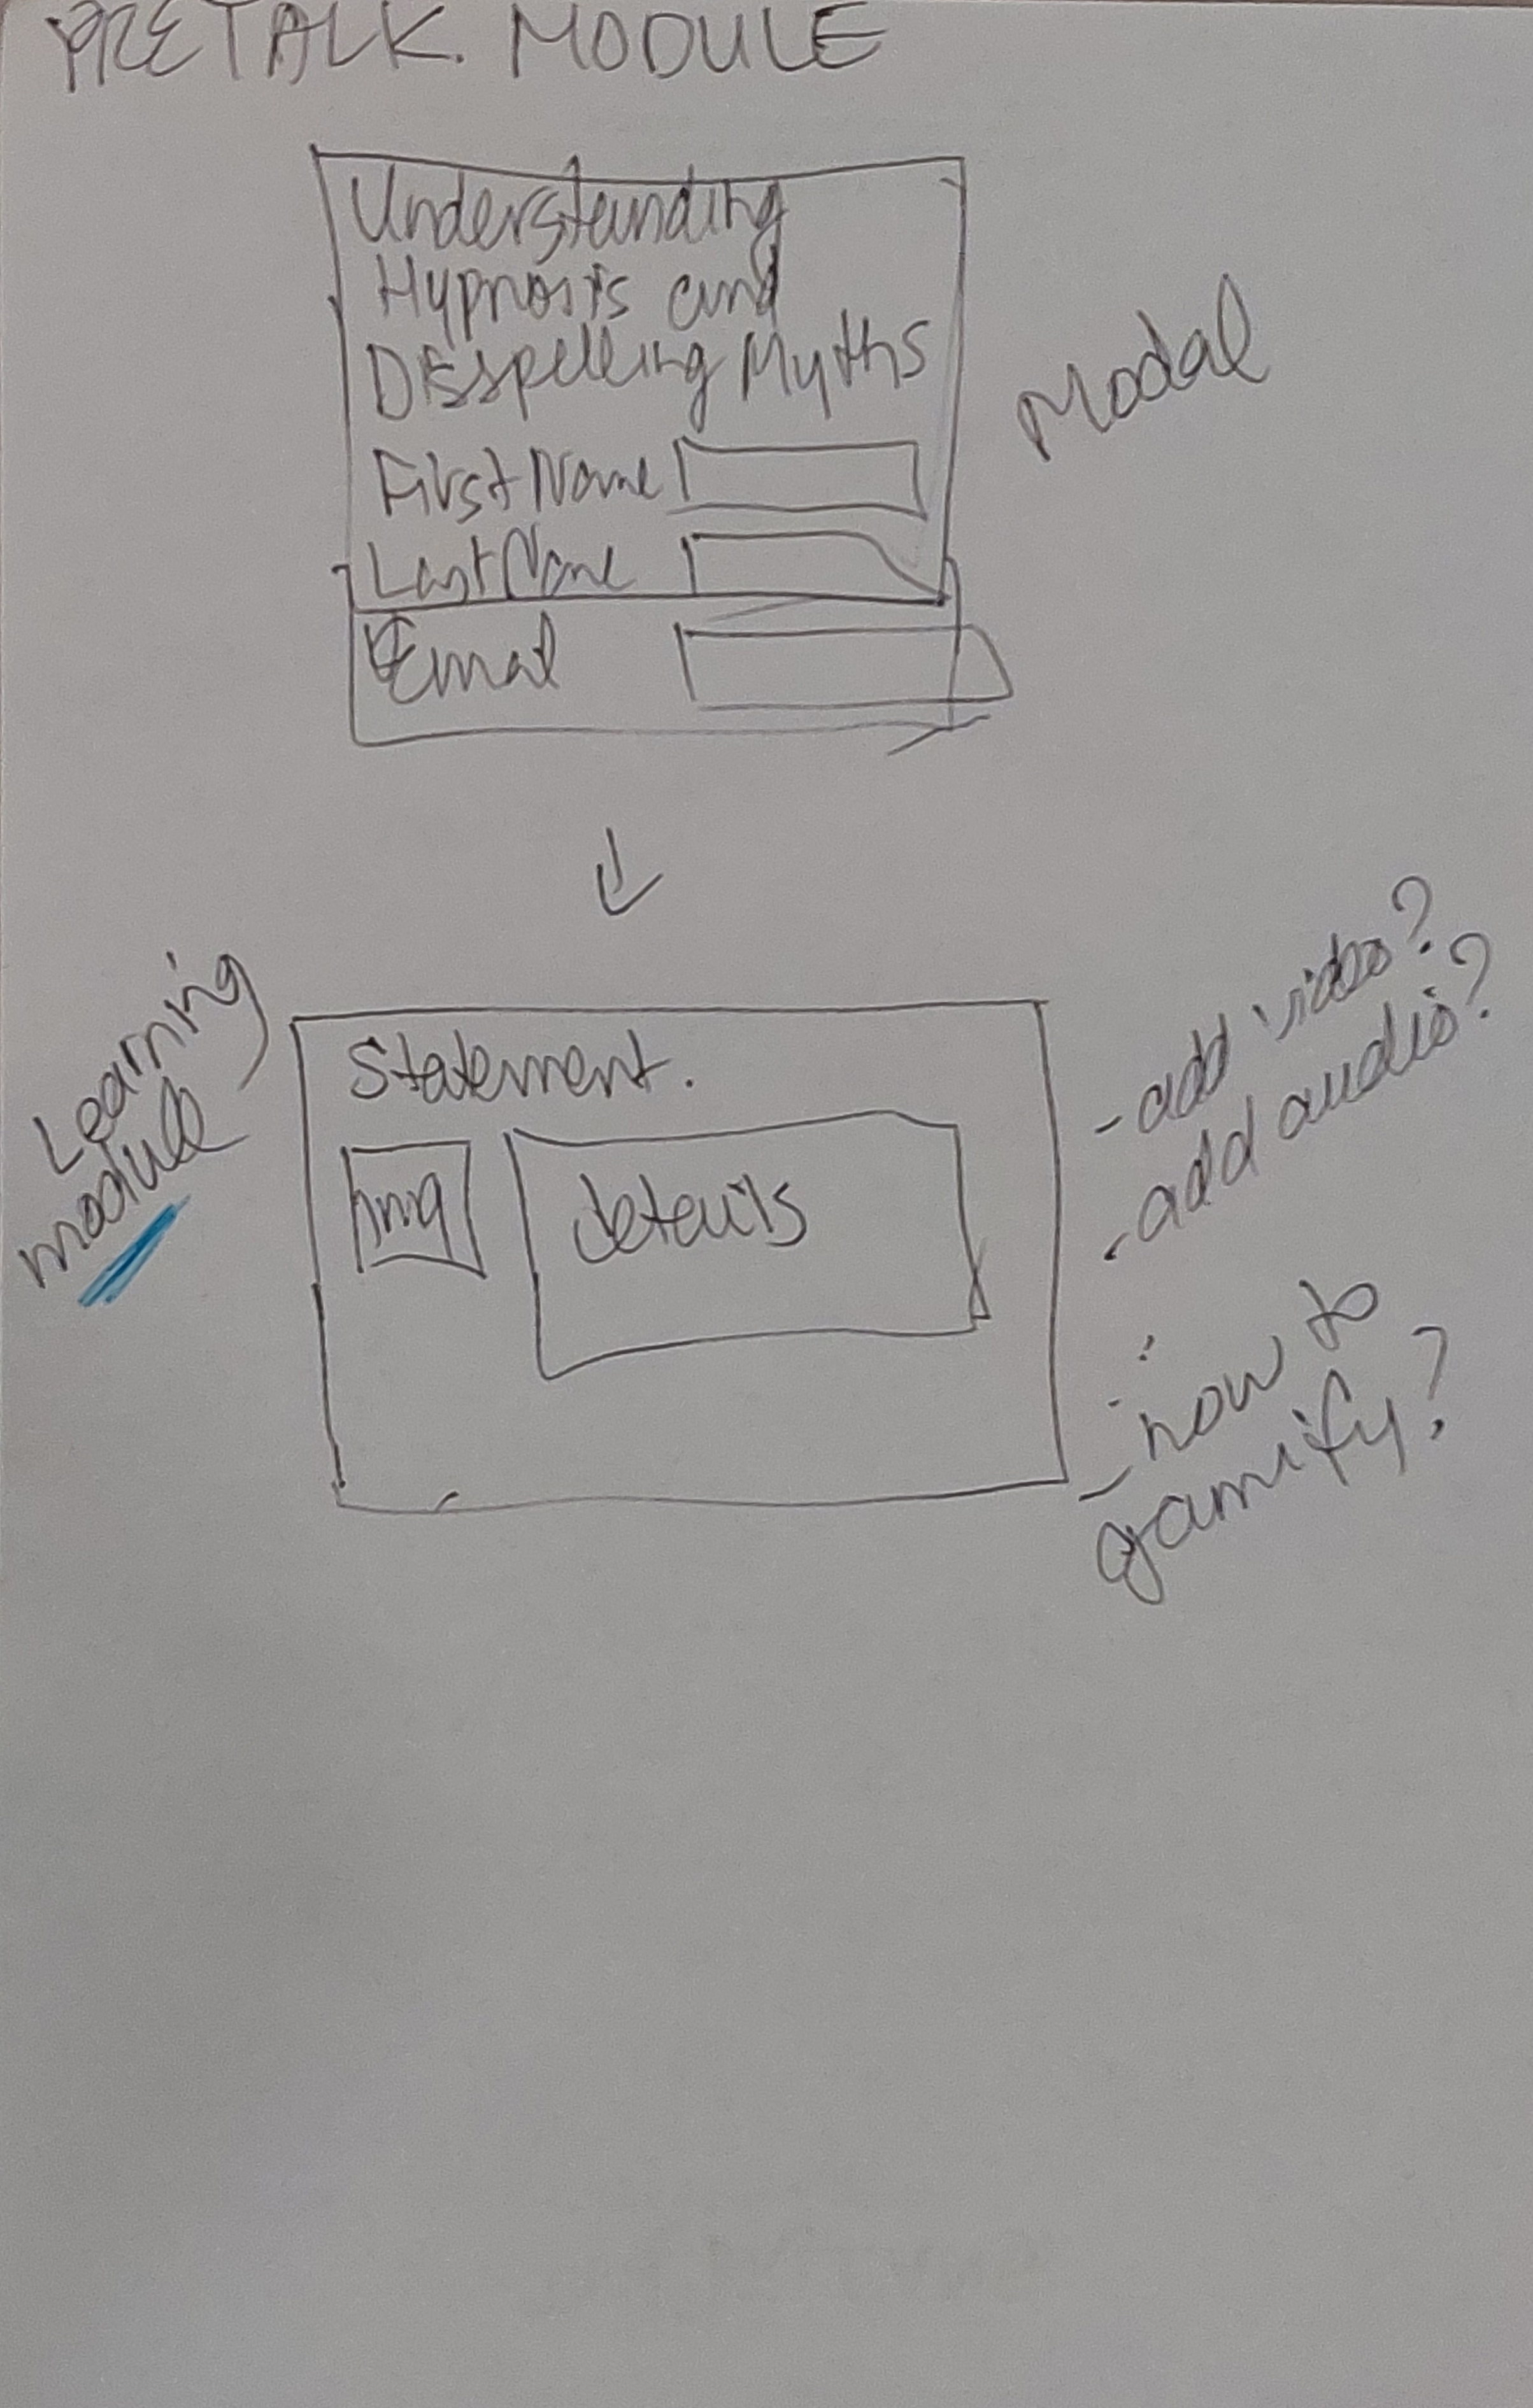 PRETALK. MODULE
Understanding
Hypnosis and
Disspelling Myths
First Name
Last Name
Email
Modal
Learning
module
Statement.
img
details
- add video?
- add audio?
- how to
gamify?